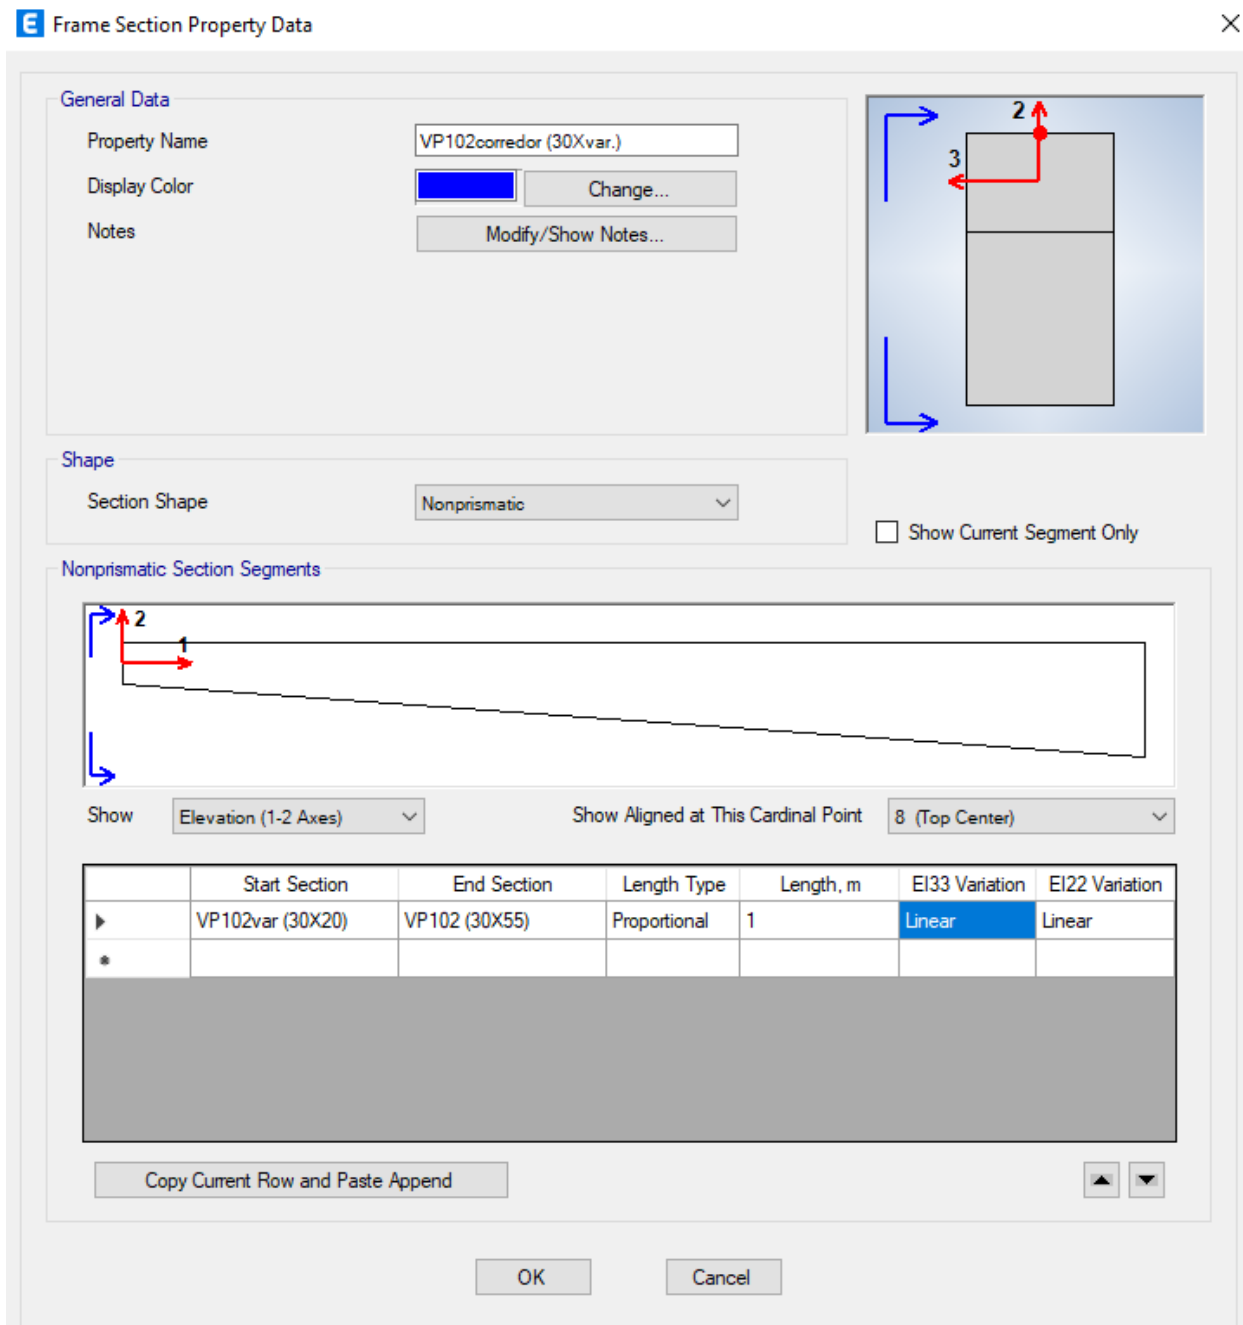 E Frame Section Property Data
General Data
Property Name VP102corredor (30Xvar.)
Display Color Change...
Notes Modify/Show Notes...
2
3
Shape
Section Shape Nonprismatic
Show Current Segment Only
Nonprismatic Section Segments
2
1
Show Elevation (1-2 Axes) Show Aligned at This Cardinal Point 8 (Top Center)
Start Section End Section Length Type Length, m EI33 Variation EI22 Variation
VP102var (30X20) VP102 (30X55) Proportional 1 Linear Linear
Copy Current Row and Paste Append
OK Cancel